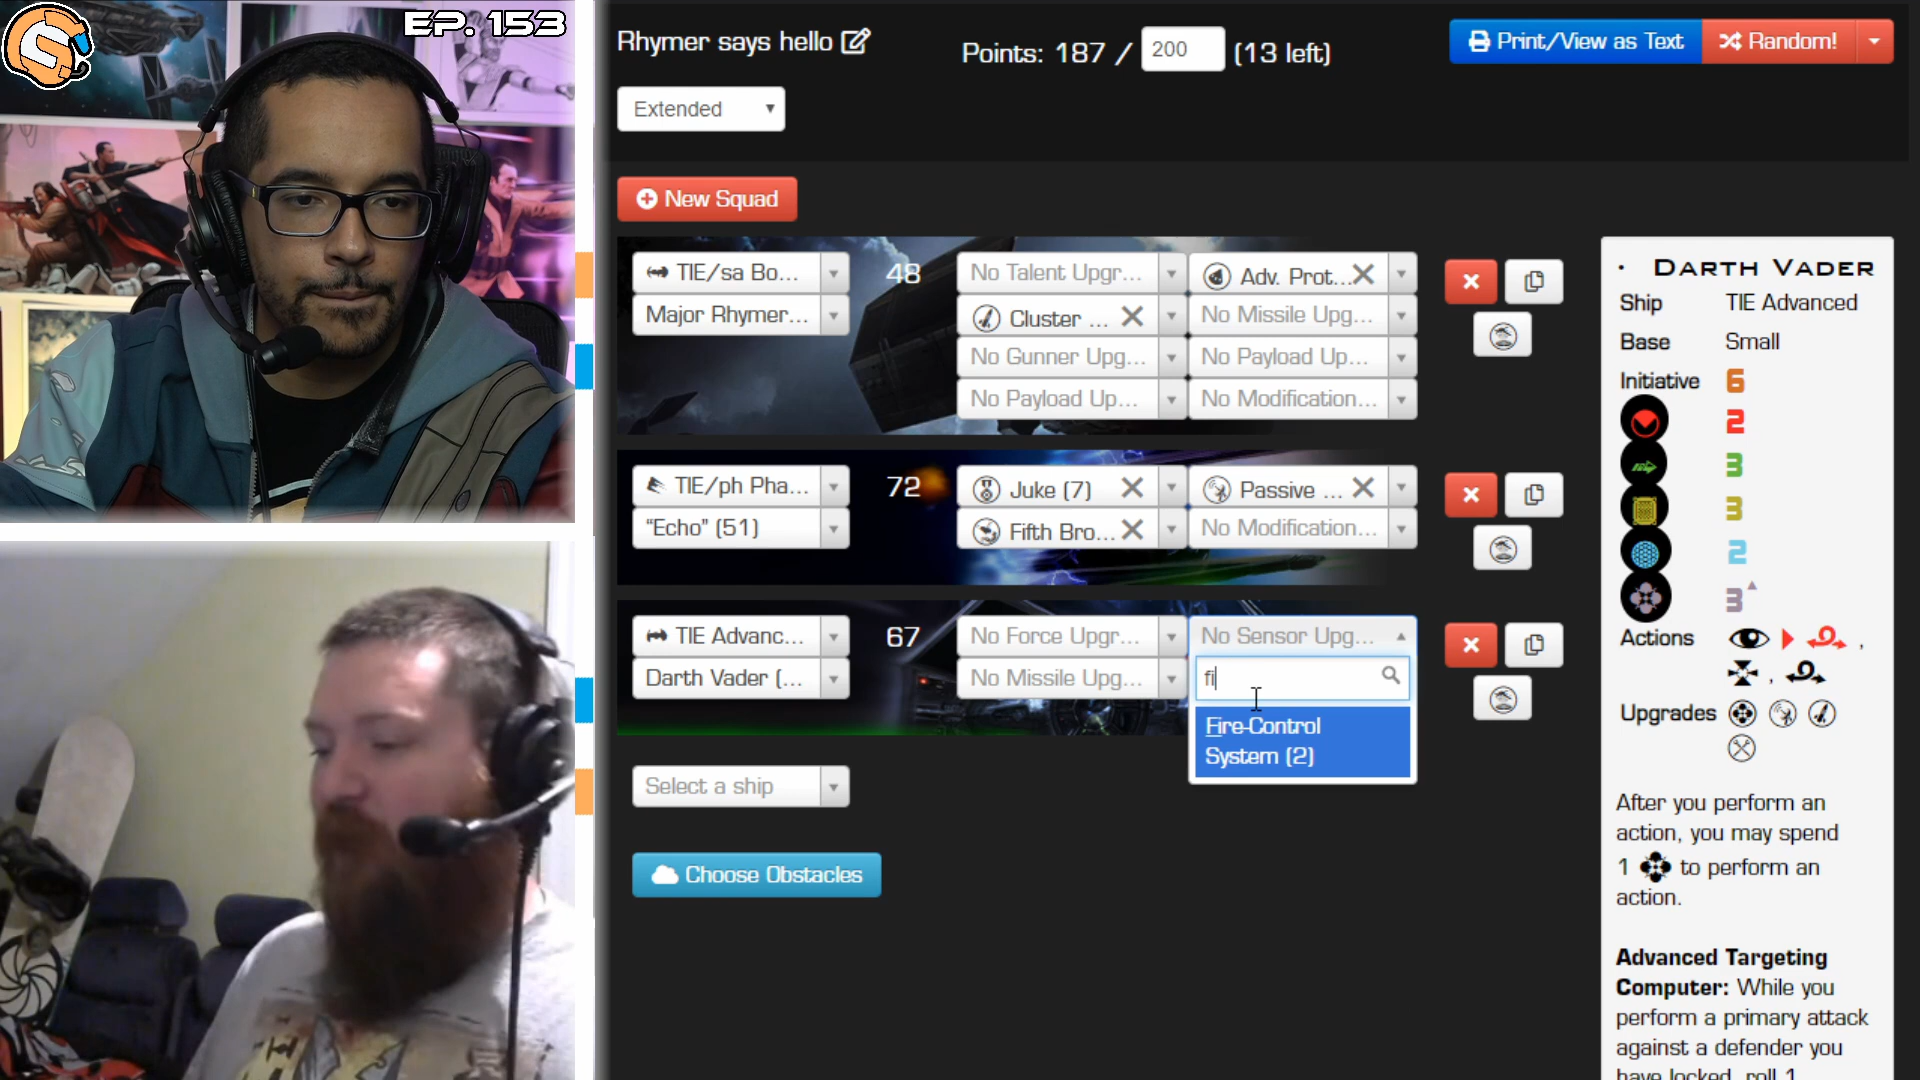 EP. 153
Rhymer says hello
Points: 187 / 200 (13 left)
Print/View as Text
Random!
Extended
New Squad
TIE/sa Bo...
48
No Talent Upgr...
Adv. Prot...
Major Rhymer...
Cluster ...
No Missile Upg...
No Gunner Upg...
No Payload Up...
No Payload Up...
No Modification...
TIE/ph Pha...
72
Juke (7)
Passive ...
"Echo" (51)
Fifth Bro...
No Modification...
TIE Advanc...
67
No Force Upgr...
No Sensor Upg...
Darth Vader (...
No Missile Upg...
fi
Fire-Control
System (2)
Select a ship
Choose Obstacles
· DARTH VADER
Ship TIE Advanced
Base Small
Initiative 6
2
3
3
2
3
Actions ,
,
Upgrades
After you perform an
action, you may spend
1 to perform an
action.
Advanced Targeting
Computer: While you
perform a primary attack
against a defender you
have locked, roll 1